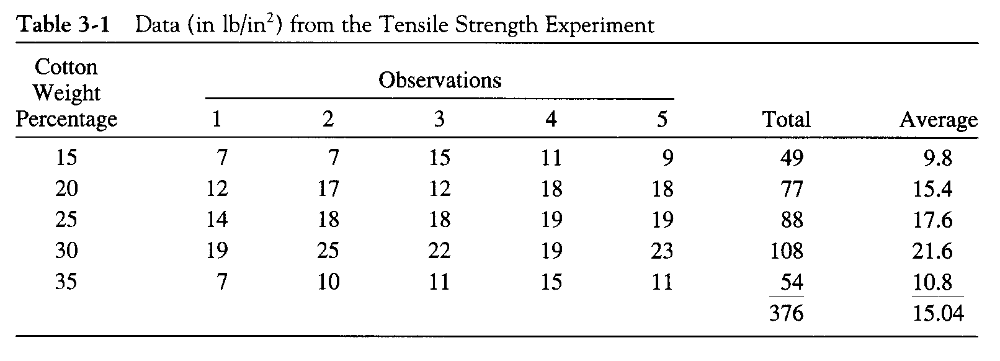 Table 3-1 Data (in lb/in²) from the Tensile Strength Experiment
Cotton
Weight
Percentage
Observations
1 2 3 4 5 Total Average
15 7 7 15 11 9 49 9.8
20 12 17 12 18 18 77 15.4
25 14 18 18 19 19 88 17.6
30 19 25 22 19 23 108 21.6
35 7 10 11 15 11 54 10.8
376 15.04